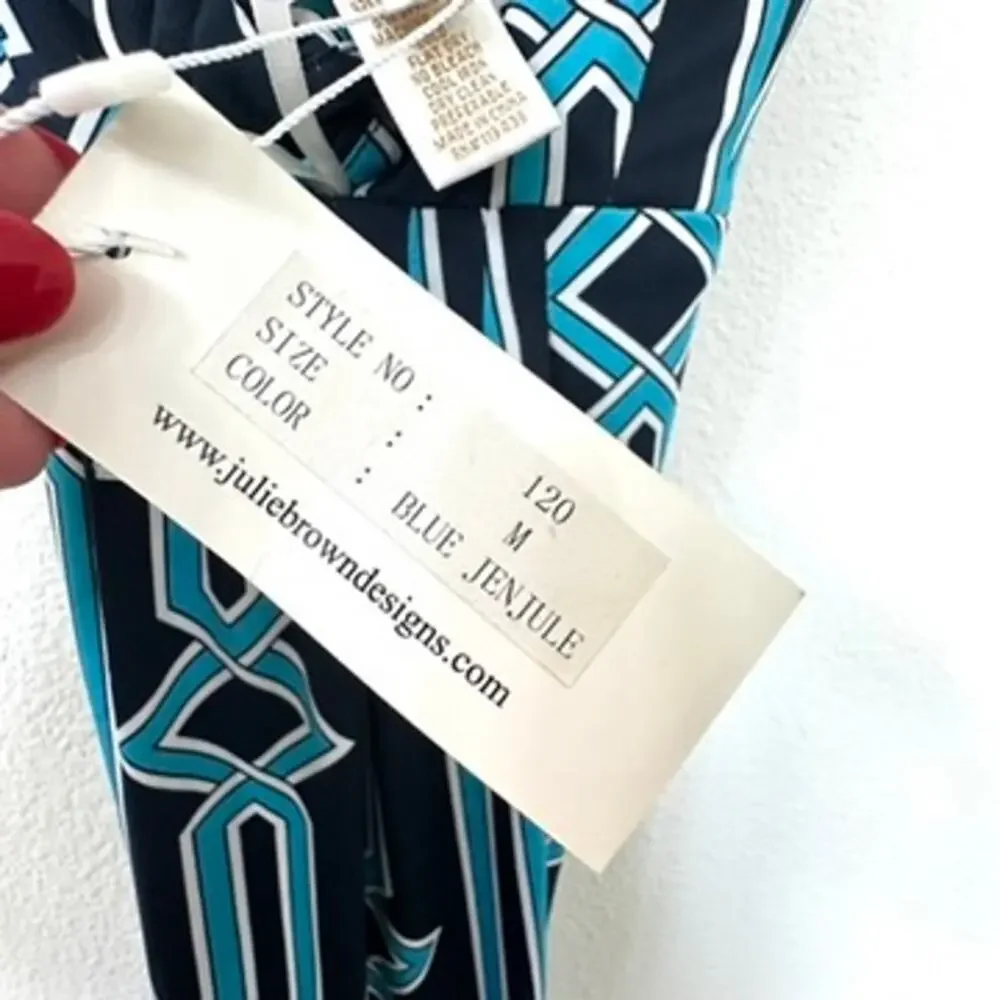 FLAT DRY
NO BLEACH
COOL IRON
DRY CLEAN
PREFERABLE
MADE IN CHINA
STYLE NO : 120
SIZE : M
COLOR : BLUE JENJULE
www.juliebrowndesigns.com